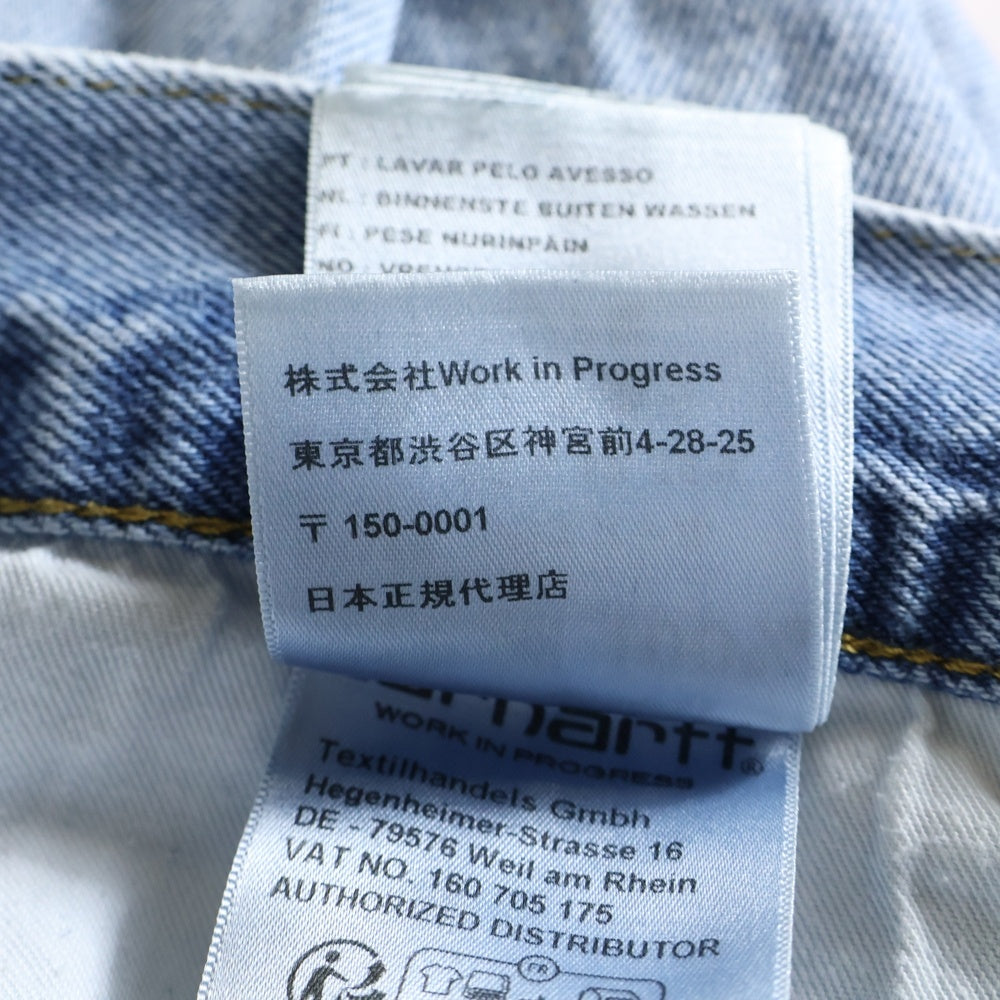 PT : LAVAR PELO AVESSO
NL : BINNENSTE BUITEN WASSEN
FI : PESE NURINPÄIN
NO
株式会社Work in Progress
東京都渋谷区神宮前4-28-25
〒 150-0001
日本正規代理店
carhartt®
WORK IN PROGRESS
Textilhandels Gmbh
Hegenheimer-Strasse 16
DE - 79576 Weil am Rhein
VAT NO. 160 705 175
AUTHORIZED DISTRIBUTOR
FR